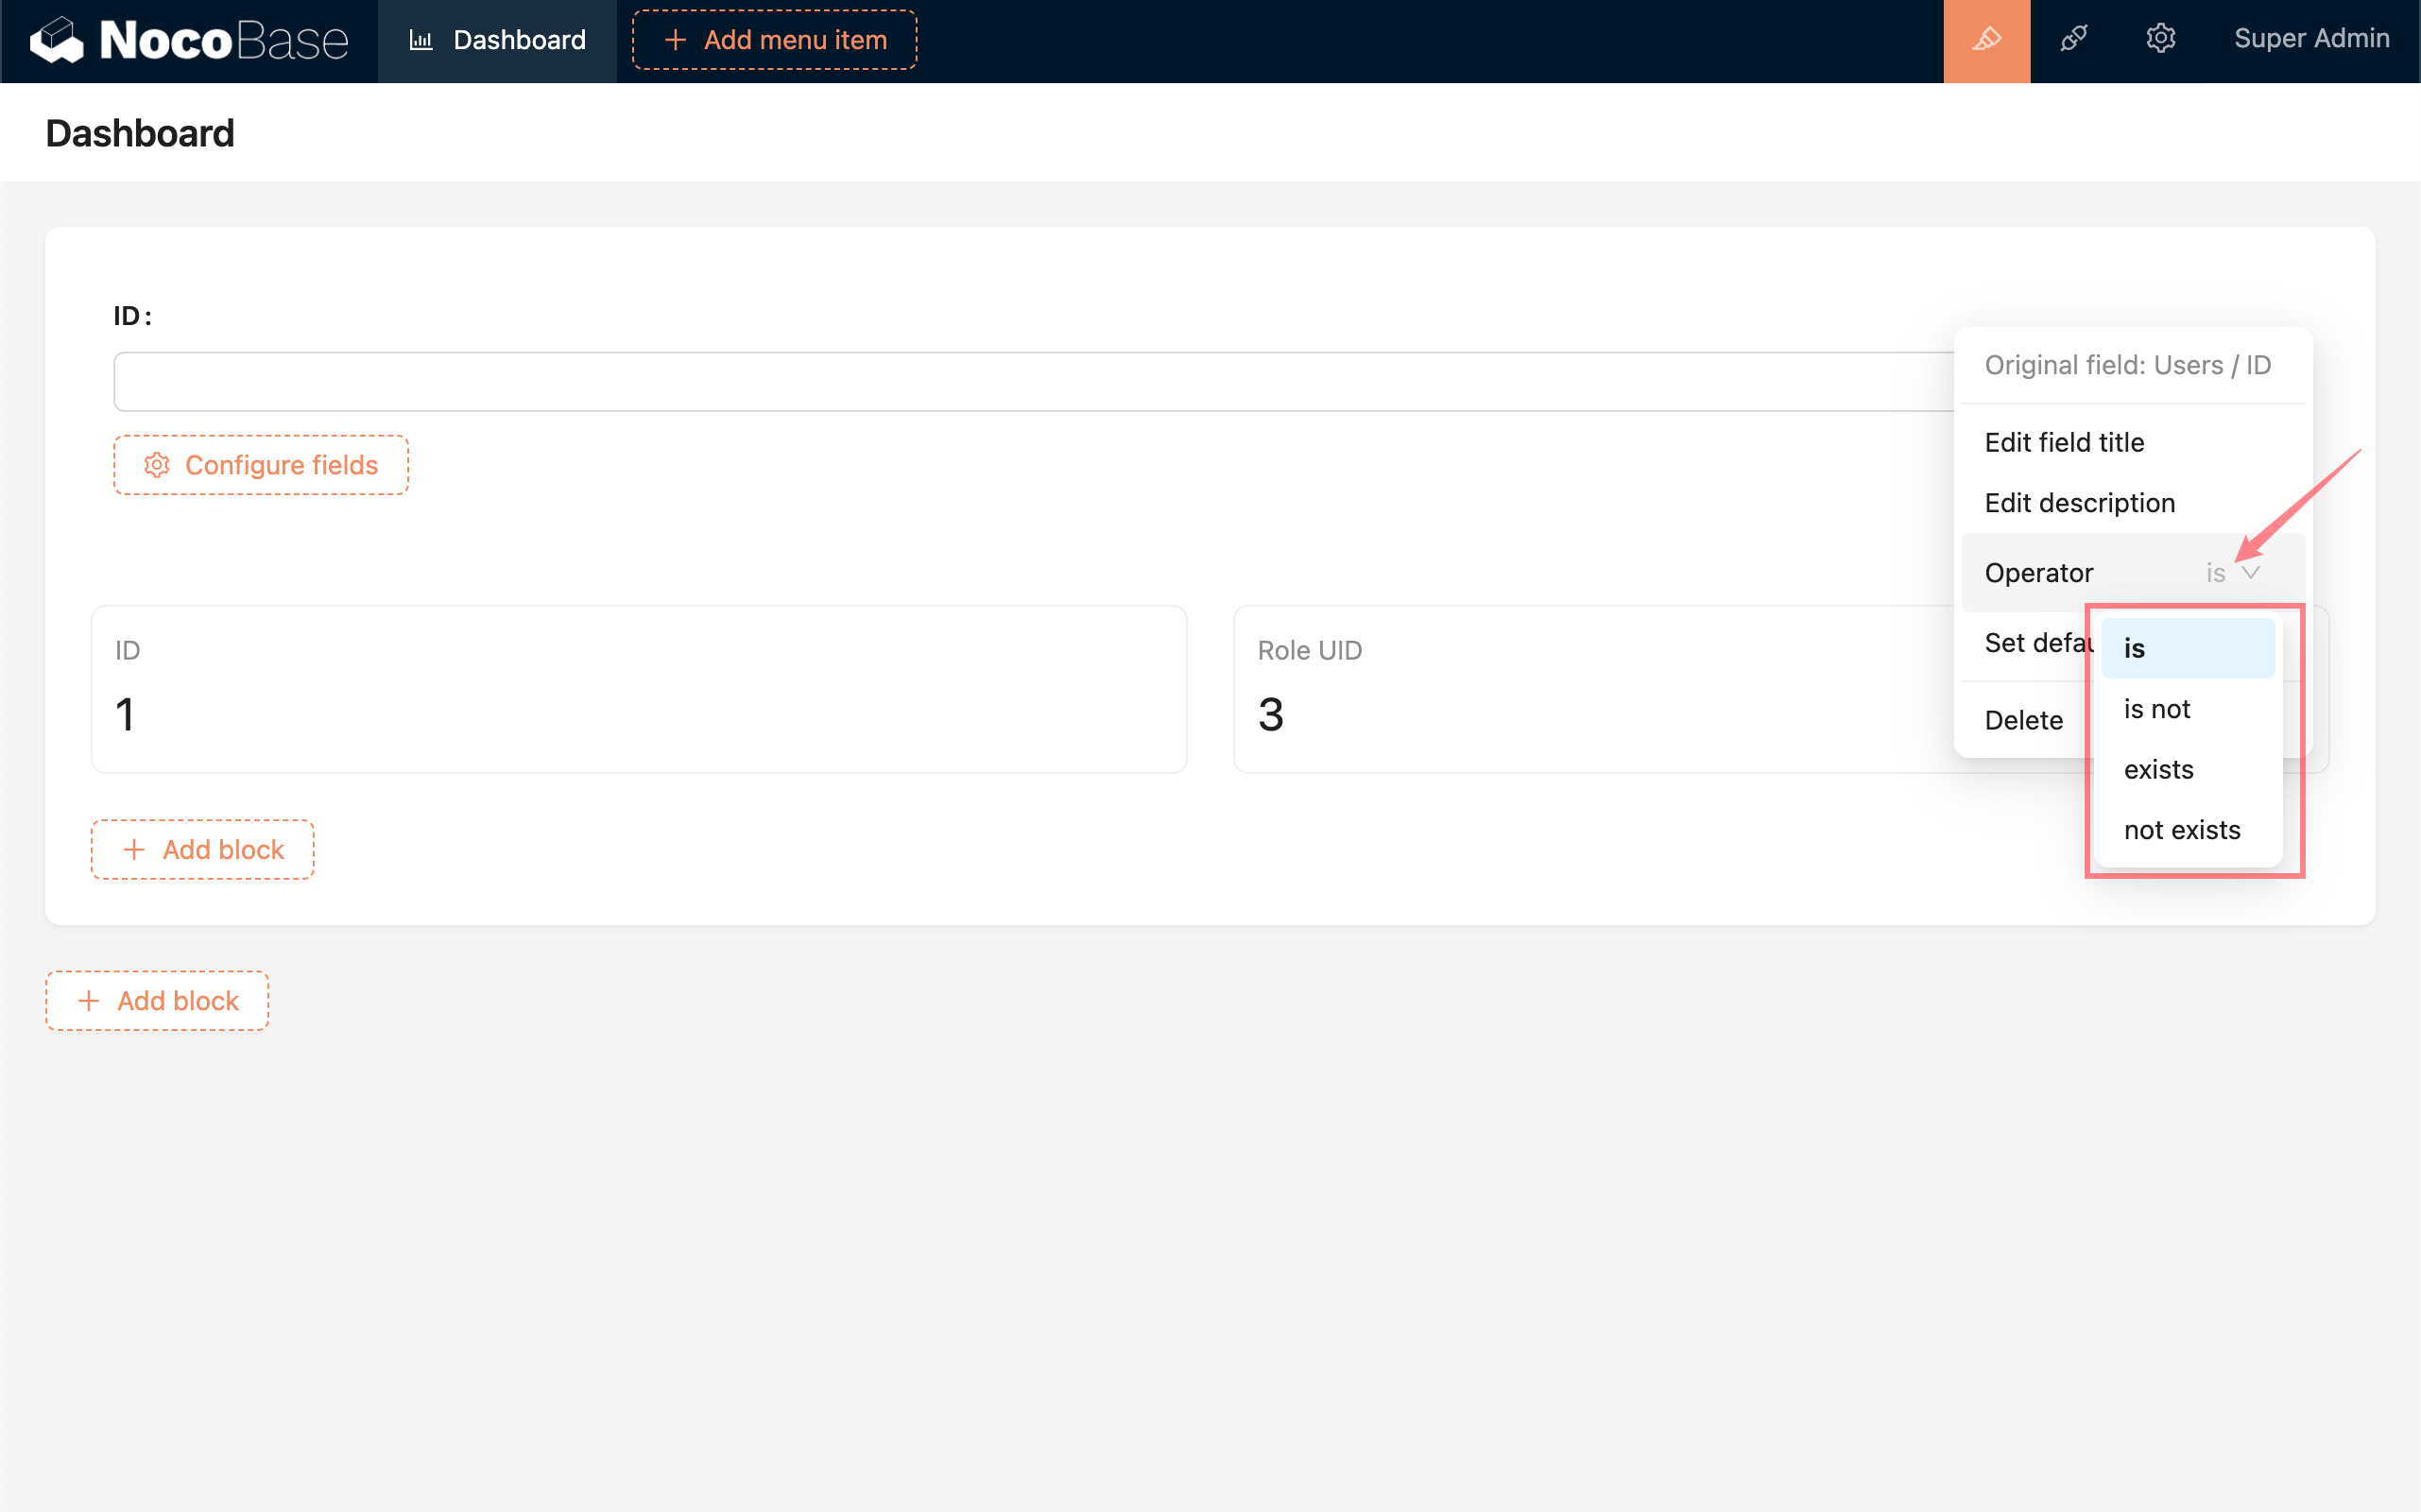 NocoBase
Dashboard
Add menu item
Super Admin
Dashboard
ID :
Configure fields
Original field: Users / ID
Edit field title
Edit description
Operator is
Set defau
Delete
is
is not
exists
not exists
ID
1
Role UID
3
Add block
Add block